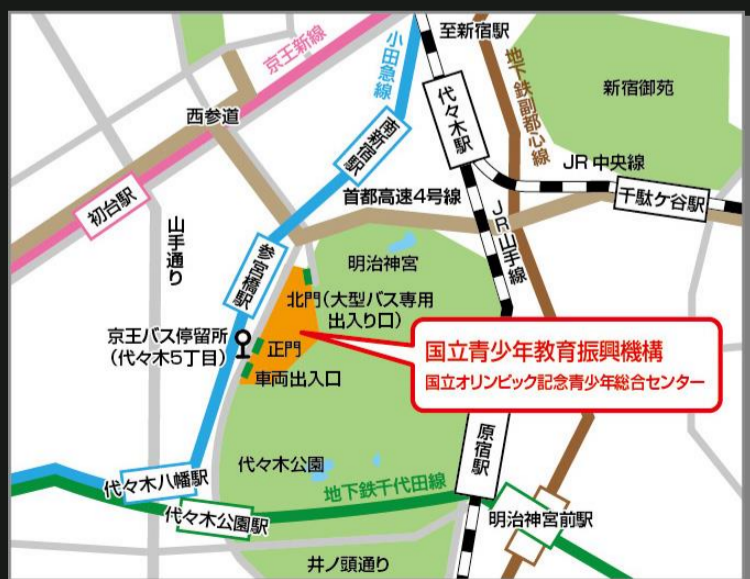 至新宿駅
小田急線
京王新線
地下鉄副都心線
新宿御苑
代々木駅
西参道
南新宿駅
JR中央線
千駄ケ谷駅
首都高速4号線
初台駅
山手通り
JR山手線
参宮橋駅
明治神宮
北門(大型バス専用
出入り口)
京王バス停留所
(代々木5丁目)
正門
車両出入口
国立青少年教育振興機構
国立オリンピック記念青少年総合センター
原宿駅
代々木公園
代々木八幡駅
地下鉄千代田線
代々木公園駅
明治神宮前駅
井ノ頭通り